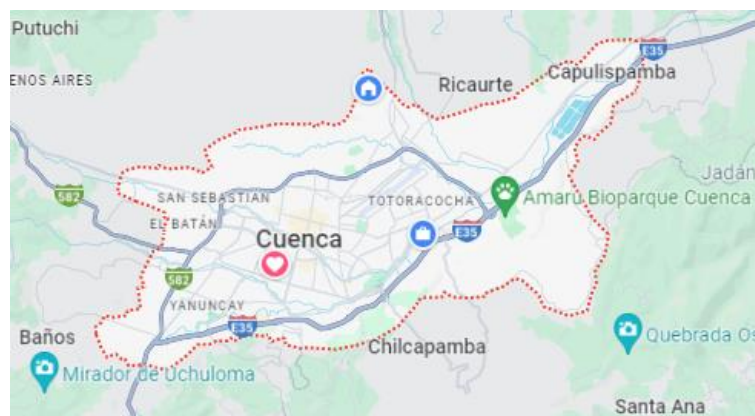 Putuchi
E35
ENOS AIRES
Ricaurte
Capulispamba
Jadán
582
SAN SEBASTIAN
TOTORACOCHA
Amaru Bioparque Cuenca
EL BATÁN
E35
Cuenca
582
YANUNCAY
E35
Baños
Chilcapamba
Quebrada Os
Mirador de Uchuloma
Santa Ana